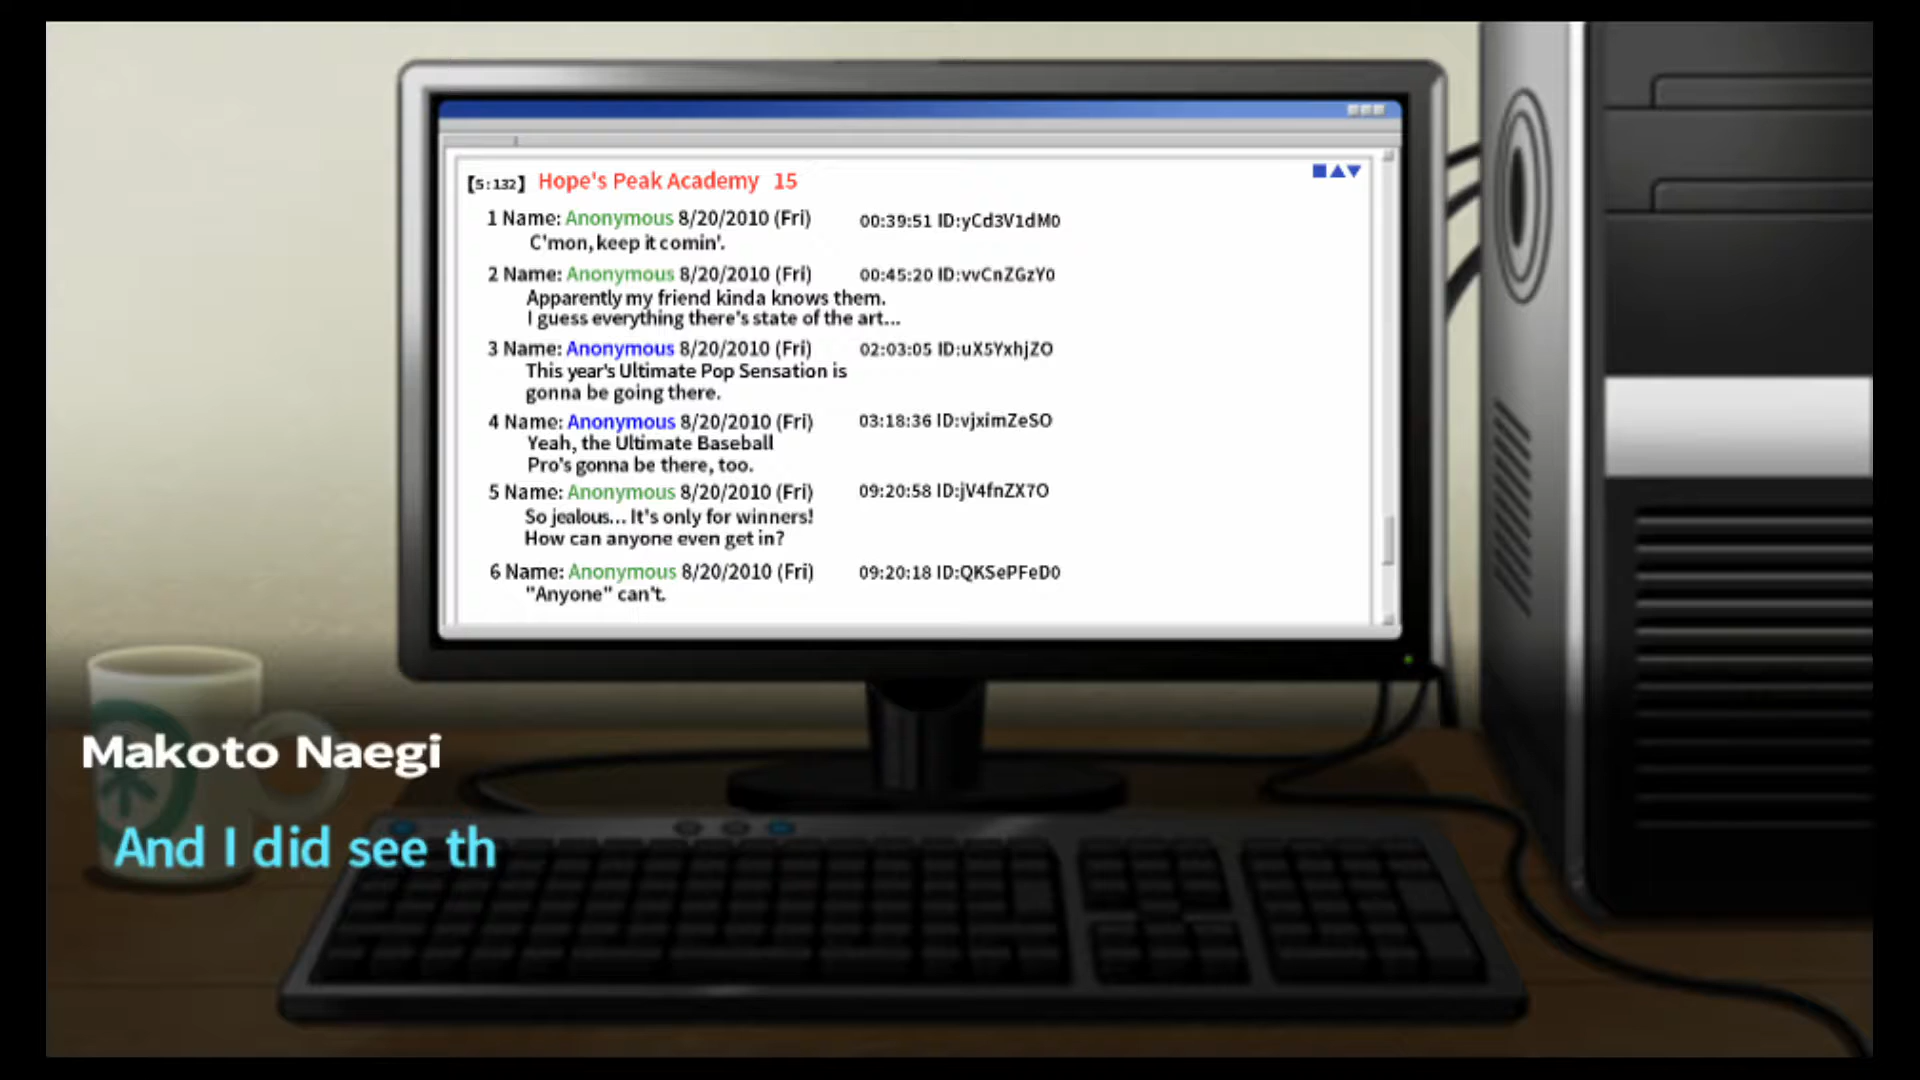 【5:132】 Hope's Peak Academy 15
1 Name: Anonymous 8/20/2010 (Fri) 00:39:51 ID:yCd3V1dM0
C'mon, keep it comin'.
2 Name: Anonymous 8/20/2010 (Fri) 00:45:20 ID:vvCnZGzY0
Apparently my friend kinda knows them.
I guess everything there's state of the art...
3 Name: Anonymous 8/20/2010 (Fri) 02:03:05 ID:uX5YxhjZO
This year's Ultimate Pop Sensation is
gonna be going there.
4 Name: Anonymous 8/20/2010 (Fri) 03:18:36 ID:vjximZeSO
Yeah, the Ultimate Baseball
Pro's gonna be there, too.
5 Name: Anonymous 8/20/2010 (Fri) 09:20:58 ID:jV4fnZX7O
So jealous... It's only for winners!
How can anyone even get in?
6 Name: Anonymous 8/20/2010 (Fri) 09:20:18 ID:QKSePFeD0
"Anyone" can't.
Makoto Naegi
And I did see th